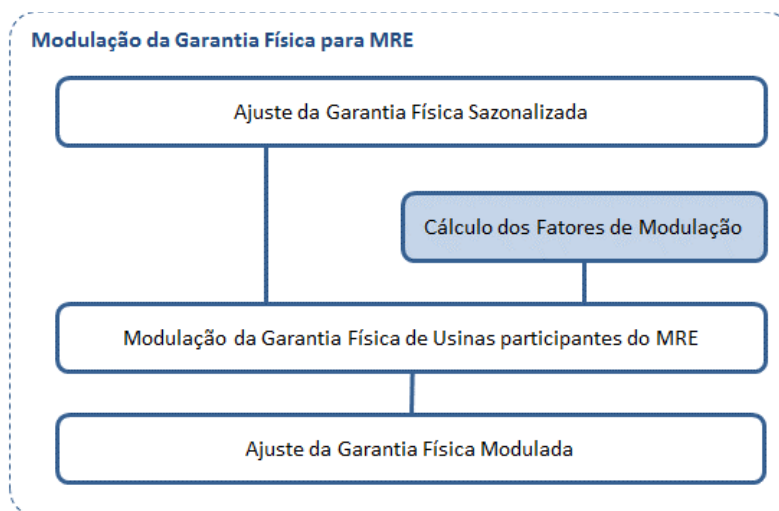 Modulação da Garantia Física para MRE
Ajuste da Garantia Física Sazonalizada
Cálculo dos Fatores de Modulação
Modulação da Garantia Física de Usinas participantes do MRE
Ajuste da Garantia Física Modulada